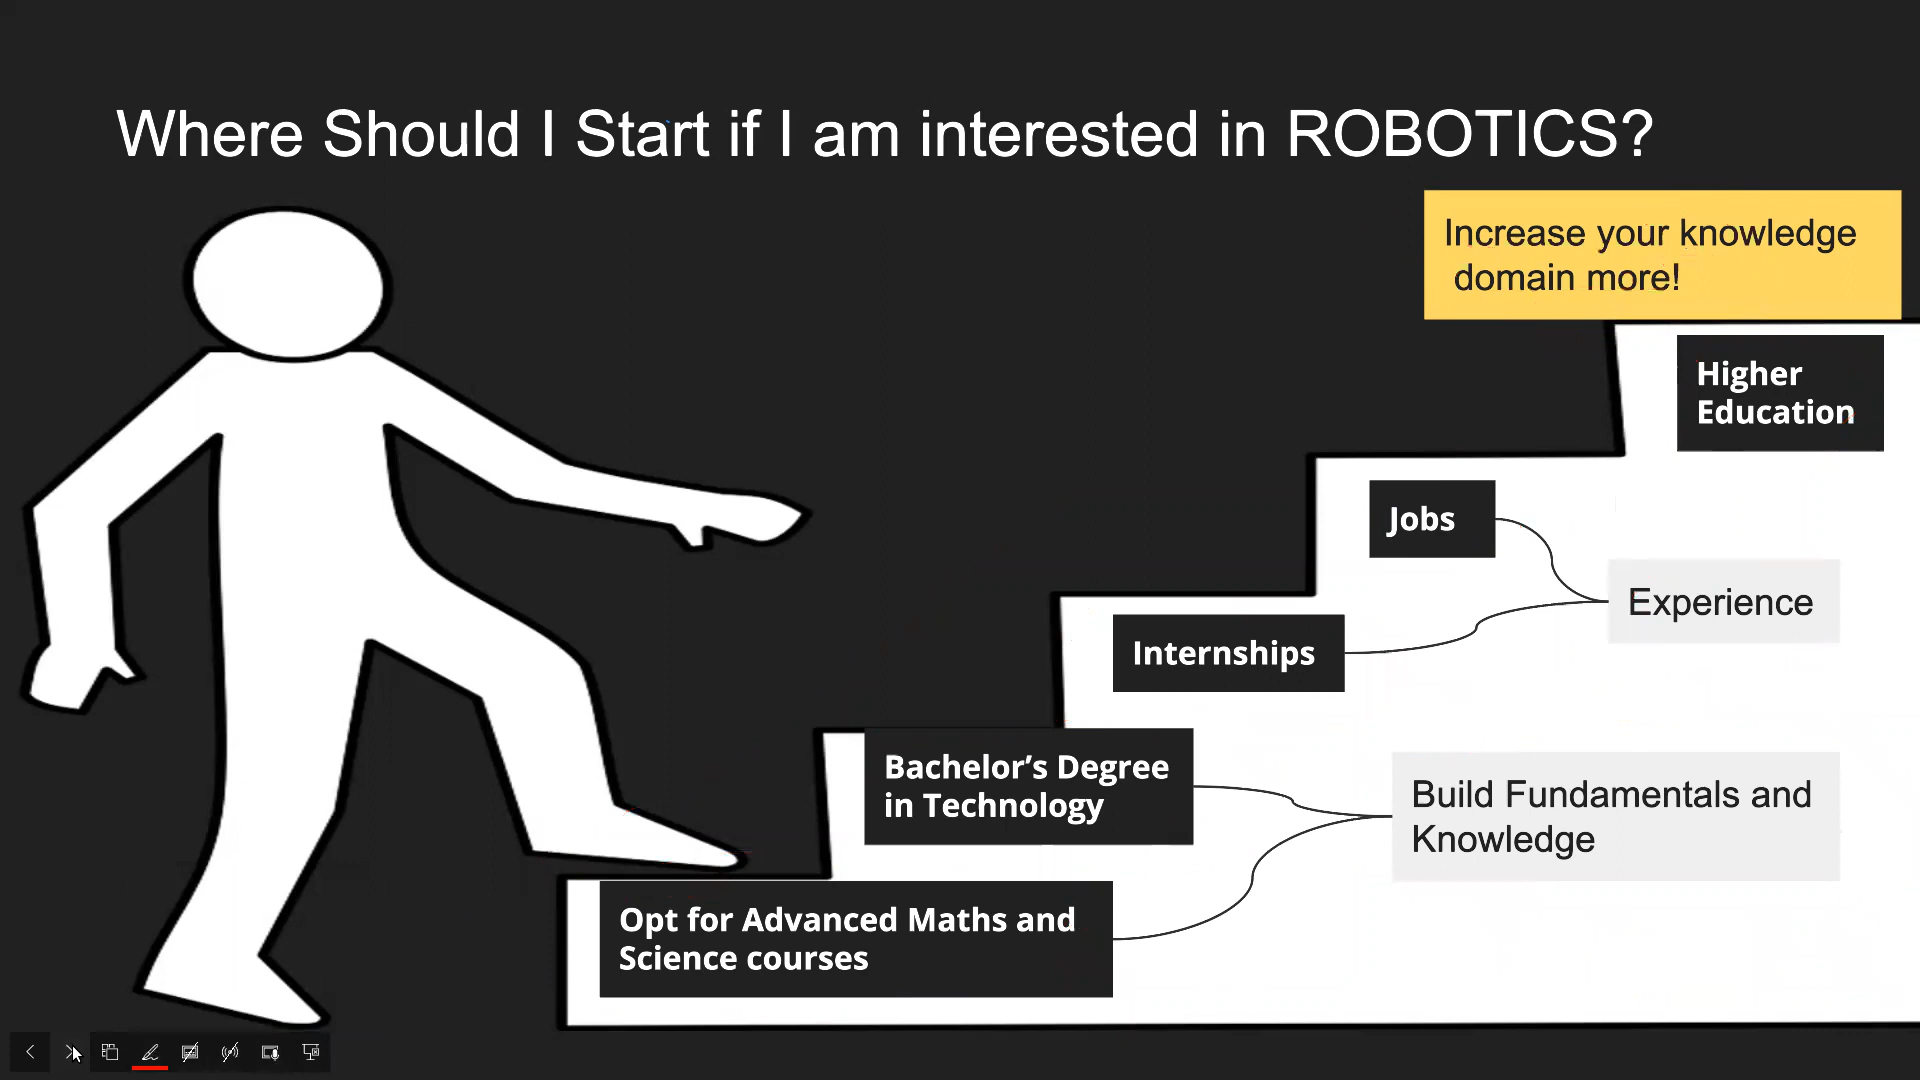 Where Should I Start if I am interested in ROBOTICS?
Increase your knowledge
domain more!
Higher
Education
Jobs
Experience
Internships
Bachelor’s Degree
in Technology
Build Fundamentals and
Knowledge
Opt for Advanced Maths and
Science courses